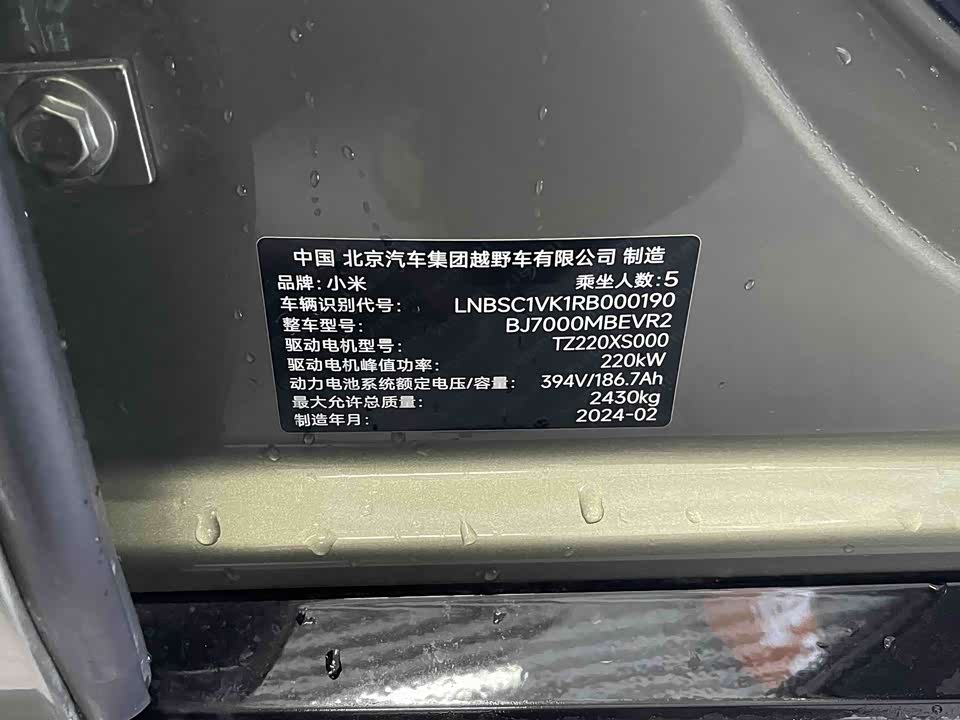 中国 北京汽车集团越野车有限公司 制造
品牌:小米 乘坐人数:5
车辆识别代号: LNBSC1VK1RB000190
整车型号: BJ7000MBEVR2
驱动电机型号: TZ220XS000
驱动电机峰值功率: 220kW
动力电池系统额定电压/容量: 394V/186.7Ah
最大允许总质量: 2430kg
制造年月: 2024-02